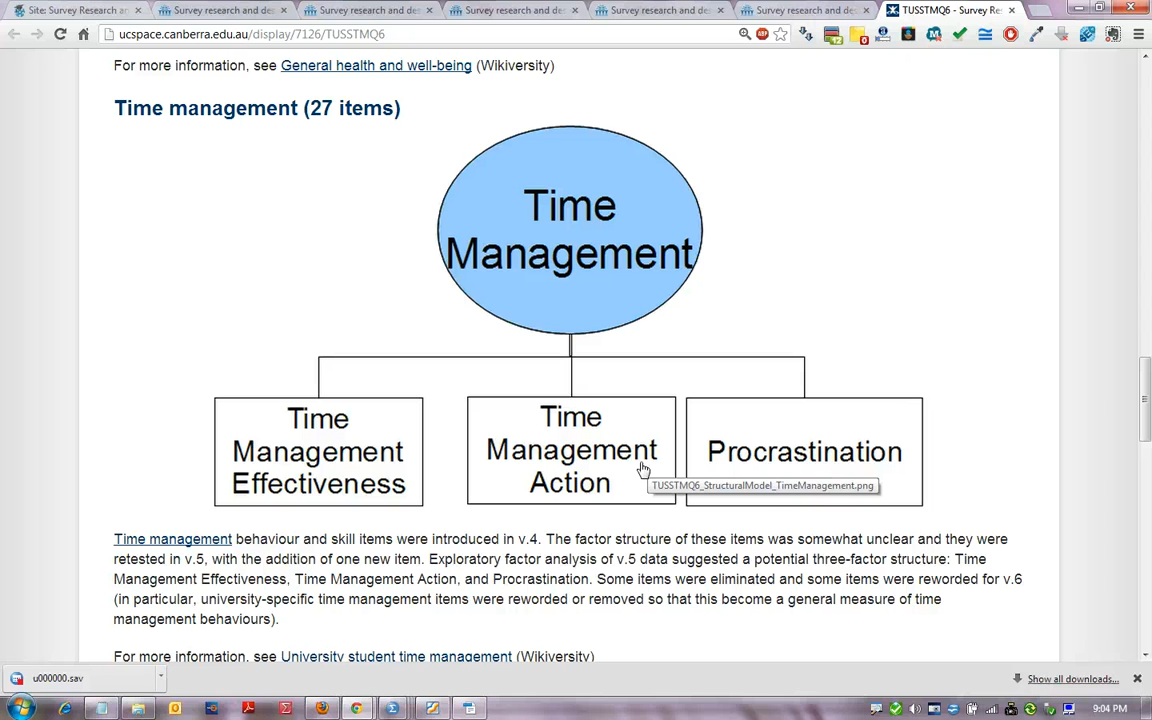 Site: Survey Research ar
Survey research and des
Survey research and des
Survey research and des
Survey research and des
Survey research and des
TUSSTMQ6 - Survey Re
ucspace.canberra.edu.au/display/7126/TUSSTMQ6
For more information, see General health and well-being (Wikiversity)
Time management (27 items)
Time
Management
Time
Management
Effectiveness
Time
Management
Action
Procrastination
TUSSTMQ6_StructuralModel_TimeManagement.png
Time management behaviour and skill items were introduced in v.4. The factor structure of these items was somewhat unclear and they were
retested in v.5, with the addition of one new item. Exploratory factor analysis of v.5 data suggested a potential three-factor structure: Time
Management Effectiveness, Time Management Action, and Procrastination. Some items were eliminated and some items were reworded for v.6
(in particular, university-specific time management items were reworded or removed so that this become a general measure of time
management behaviours).
For more information, see University student time management (Wikiversity)
u000000.sav
Show all downloads...
9:04 PM